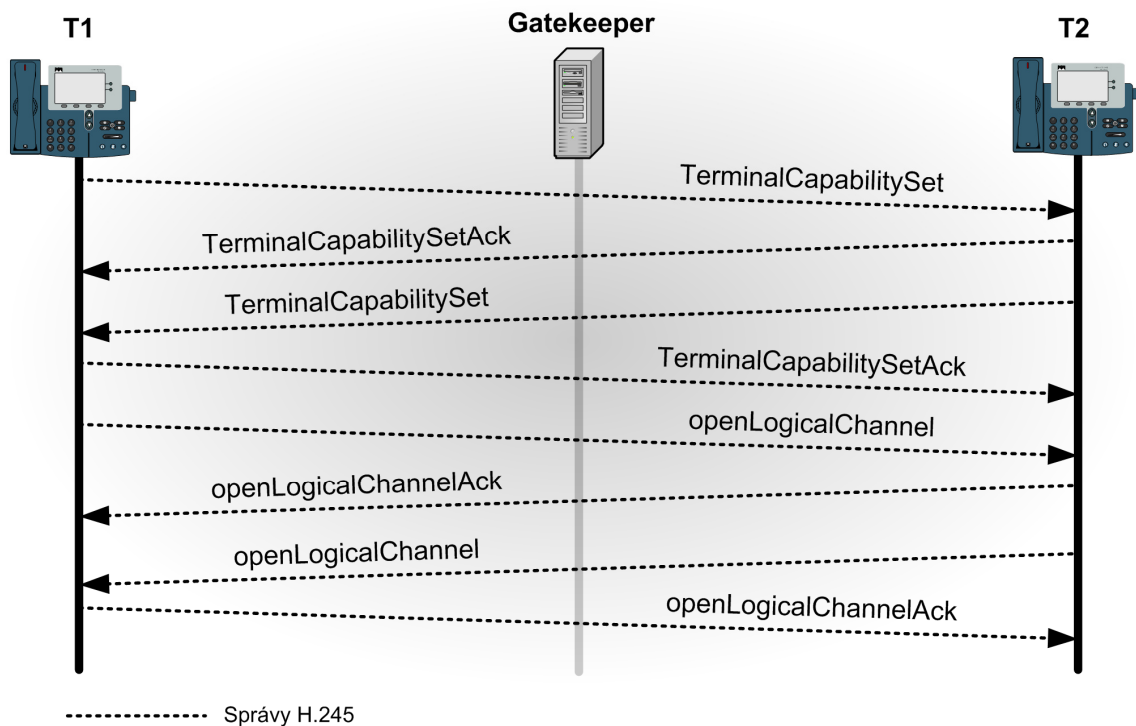 T1
Gatekeeper
T2
TerminalCapabilitySet
TerminalCapabilitySetAck
TerminalCapabilitySet
TerminalCapabilitySetAck
openLogicalChannel
openLogicalChannelAck
openLogicalChannel
openLogicalChannelAck
Správy H.245